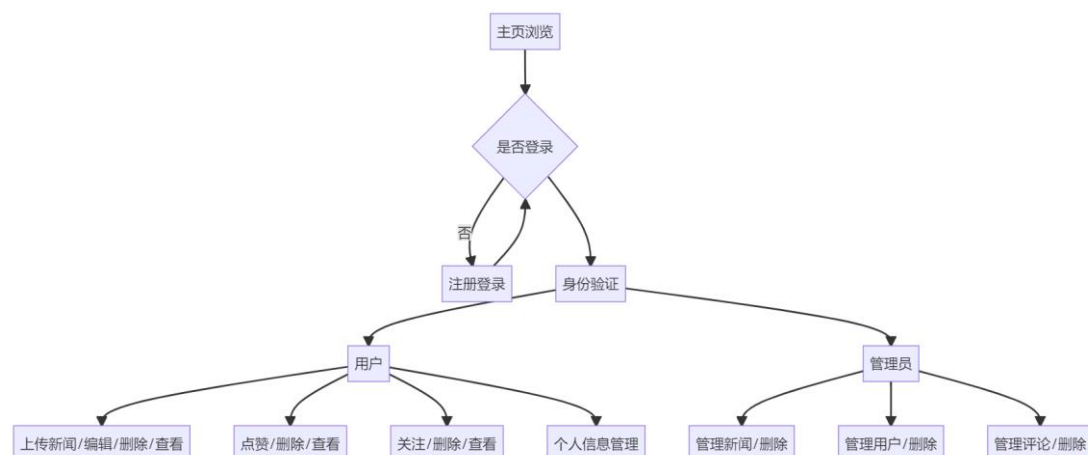 主页浏览
是否登录
否
注册登录
身份验证
用户
管理员
上传新闻/编辑/删除/查看
点赞/删除/查看
关注/删除/查看
个人信息管理
管理新闻/删除
管理用户/删除
管理评论/删除